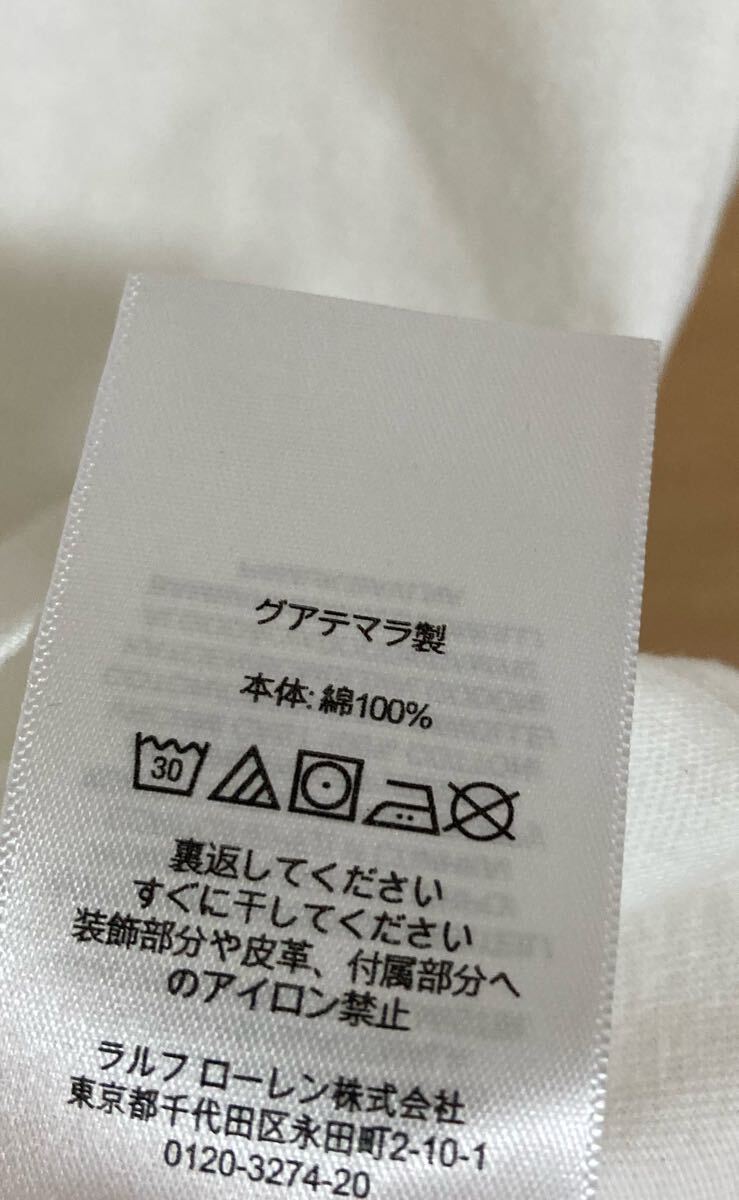 グアテマラ製
本体: 綿100%
30
裏返してください
すぐに干してください
装飾部分や皮革、付属部分へ
のアイロン禁止
ラルフ ローレン株式会社
東京都千代田区永田町2-10-1
0120-3274-20